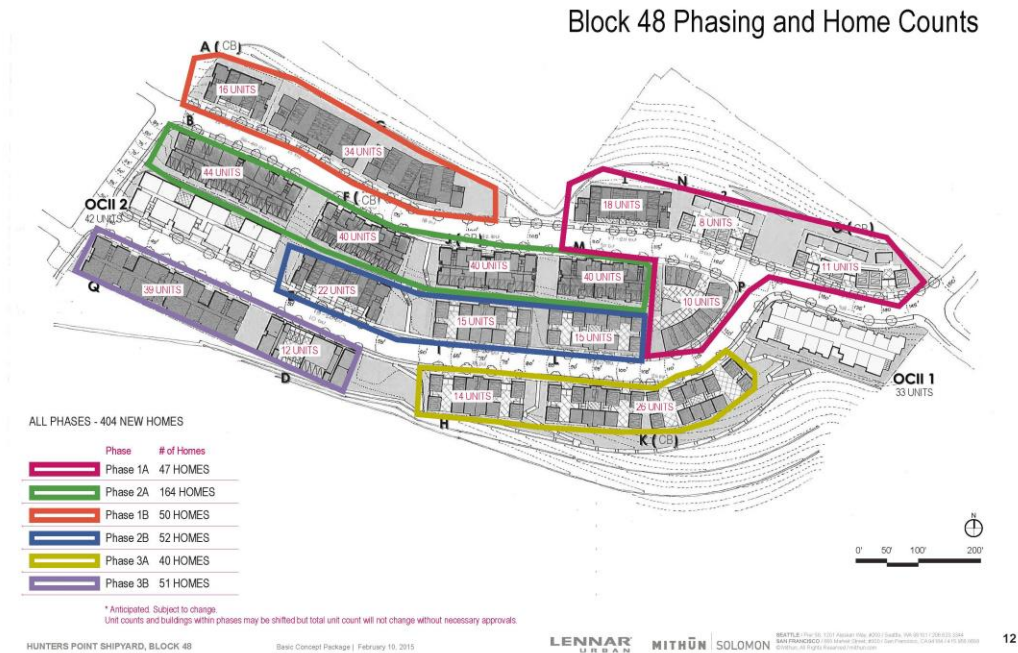 Block 48 Phasing and Home Counts
A (CB)
16 UNITS
34 UNITS
B
44 UNITS
F (CB)
40 UNITS
OCII 2
42 UNITS
40 UNITS
M
40 UNITS
N
18 UNITS
8 UNITS
11 UNITS
P
10 UNITS
22 UNITS
15 UNITS
15 UNITS
I
L
Q
39 UNITS
12 UNITS
D
14 UNITS
26 UNITS
H
K (CB)
OCII 1
33 UNITS
ALL PHASES - 404 NEW HOMES
Phase # of Homes
Phase 1A 47 HOMES
Phase 2A 164 HOMES
Phase 1B 50 HOMES
Phase 2B 52 HOMES
Phase 3A 40 HOMES
Phase 3B 51 HOMES
* Anticipated. Subject to change.
Unit counts and buildings within phases may be shifted but total unit count will not change without necessary approvals.
N
0' 50' 100' 200'
HUNTERS POINT SHIPYARD, BLOCK 48 Basic Concept Package | February 10, 2015
LENNAR URBAN
MITHŪN | SOLOMON
12